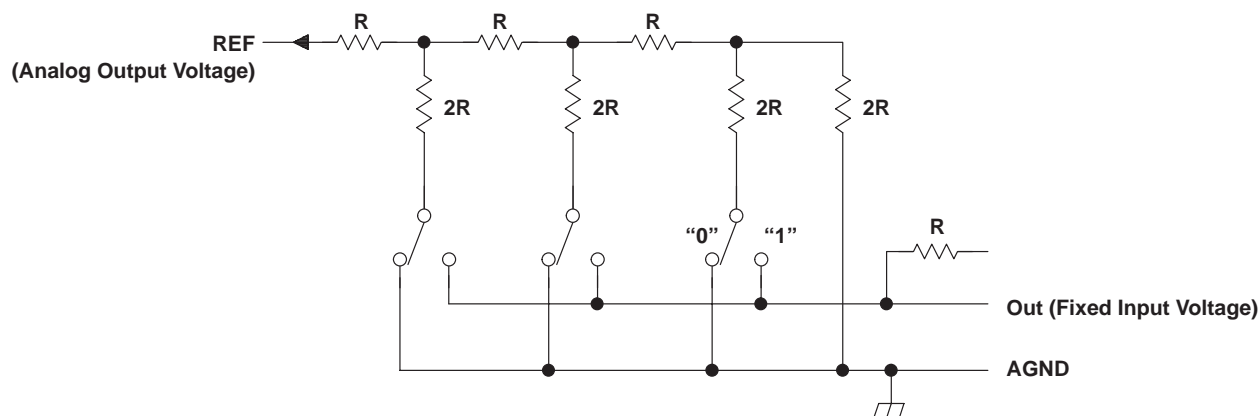 R R R
REF
(Analog Output Voltage)
2R 2R 2R 2R
“0” “1” R
Out (Fixed Input Voltage)
AGND